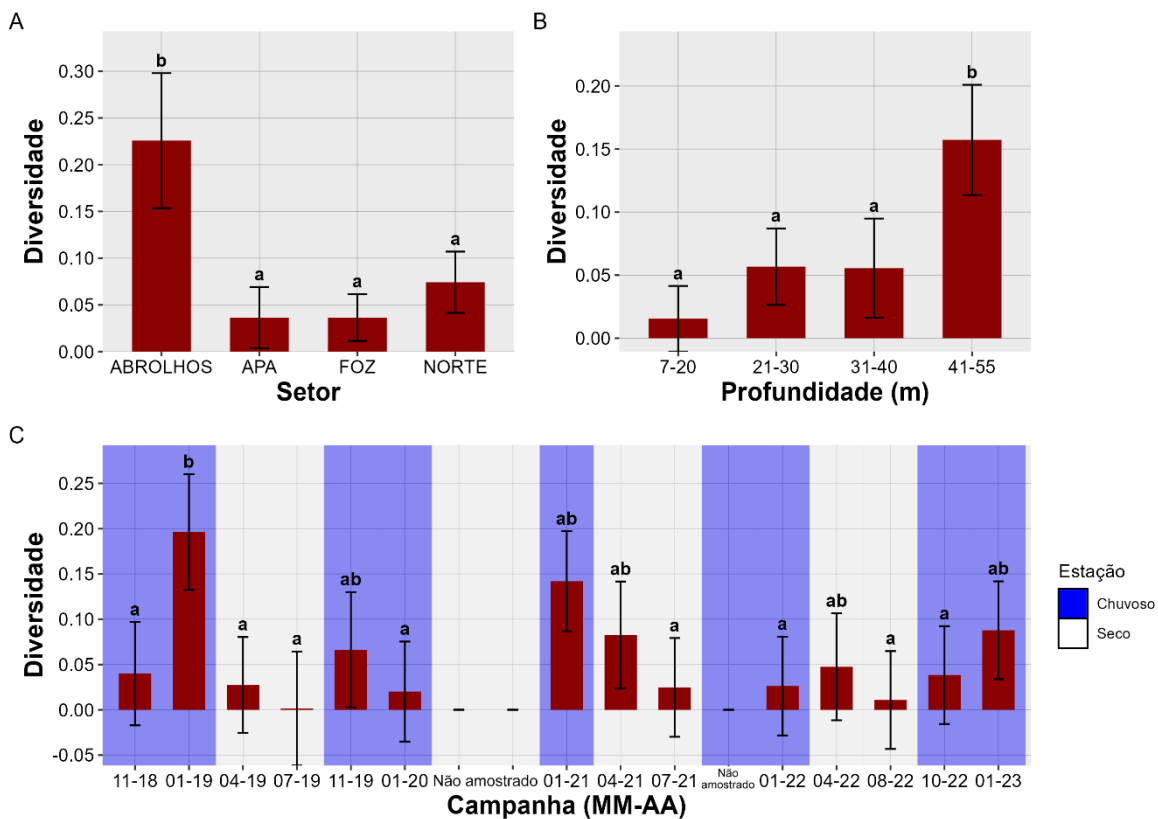 A
Diversidade
0.30
0.25
0.20
0.15
0.10
0.05
0.00
b
a
a
a
ABROLHOS APA FOZ NORTE
Setor
B
Diversidade
0.20
0.15
0.10
0.05
0.00
a
a
a
b
7-20 21-30 31-40 41-55
Profundidade (m)
C
Diversidade
0.25
0.20
0.15
0.10
0.05
0.00
-0.05
a b a a ab a ab ab a a ab a a ab
11-18 01-19 04-19 07-19 11-19 01-20 Não amostrado 01-21 04-21 07-21 Não amostrado 01-22 04-22 08-22 10-22 01-23
Campanha (MM-AA)
Estação
Chuvoso
Seco